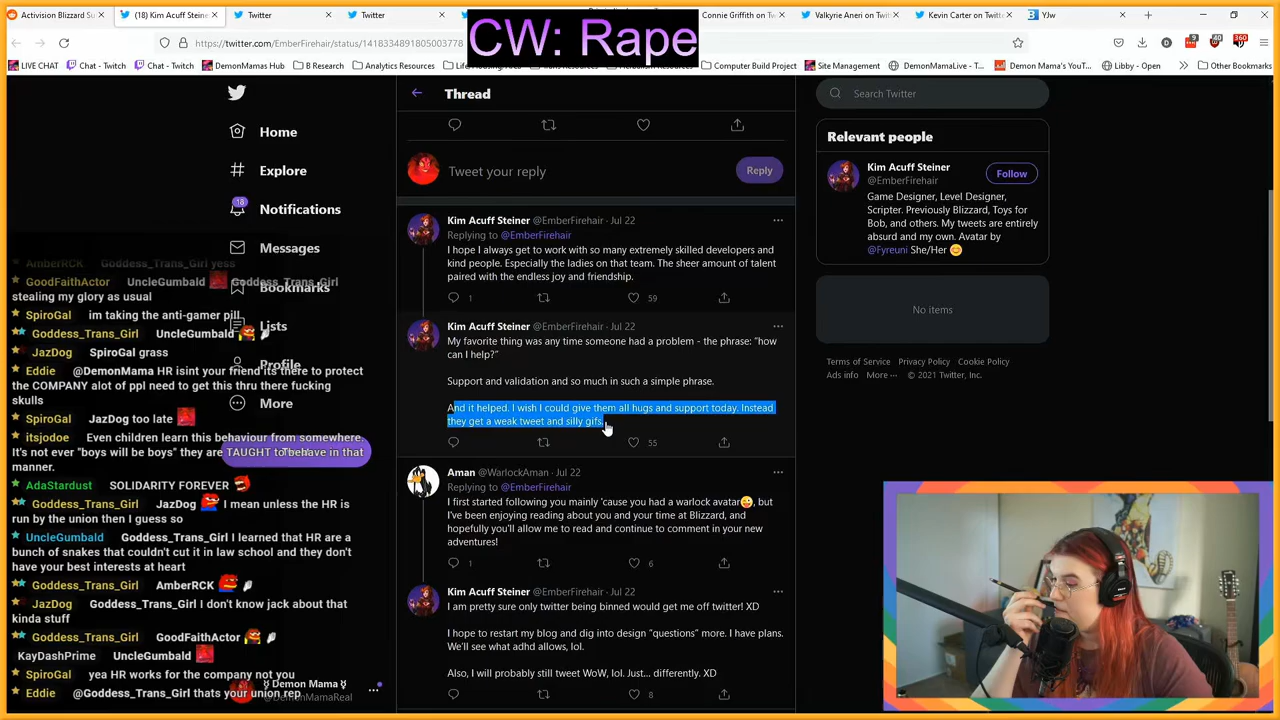 Activision Blizzard Su
(18) Kim Acuff Steine
Twitter
Twitter
Connie Griffith on Tw
Valkyrie Aneri on Twit
Kevin Carter on Twitt
YJw
CW: Rape
https://twitter.com/EmberFirehair/status/1418334891805003778
9
40
360
LIVE CHAT
Chat - Twitch
Chat - Twitch
DemonMamas Hub
B Research
Analytics Resources
Computer Build Project
Site Management
DemonMamaLive - T...
Demon Mama's YouT...
Libby - Open
Other Bookmarks
Home
Explore
18
Notifications
Messages
Bookmarks
Lists
Profile
More
Thread
Tweet your reply
Reply
Kim Acuff Steiner @EmberFirehair · Jul 22
Replying to @EmberFirehair
I hope I always get to work with so many extremely skilled developers and
kind people. Especially the ladies on that team. The sheer amount of talent
paired with the endless joy and friendship.
1
59
Kim Acuff Steiner @EmberFirehair · Jul 22
My favorite thing was any time someone had a problem - the phrase: "how
can I help?"
Support and validation and so much in such a simple phrase.
And it helped. I wish I could give them all hugs and support today. Instead
they get a weak tweet and silly gifs.
55
Aman @WarlockAman · Jul 22
Replying to @EmberFirehair
I first started following you mainly 'cause you had a warlock avatar😜, but
I've been enjoying reading about you and your time at Blizzard, and
hopefully you'll allow me to read and continue to comment in your new
adventures!
1
6
Kim Acuff Steiner @EmberFirehair · Jul 22
I am pretty sure only twitter being binned would get me off twitter! XD
I hope to restart my blog and dig into design "questions" more. I have plans.
We'll see what adhd allows, lol.
Also, I will probably still tweet WoW, lol. Just... differently. XD
8
Search Twitter
Relevant people
Kim Acuff Steiner
@EmberFirehair
Follow
Game Designer, Level Designer,
Scripter. Previously Blizzard, Toys for
Bob, and others. My tweets are entirely
absurd and my own. Avatar by
@Fyreuni She/Her 😊
No items
Terms of Service Privacy Policy Cookie Policy
Ads info More ··· © 2021 Twitter, Inc.
AmberRCK Goddess_Trans_Girl yess
GoodFaithActor UncleGumbald Goddess_Trans_Girl
stealing my glory as usual
SpiroGal im taking the anti-gamer pill
Goddess_Trans_Girl UncleGumbald
JazDog SpiroGal grass
Eddie @DemonMama HR isint your friend its there to protect
the COMPANY alot of ppl need to get this thru there fucking
skulls
SpiroGal JazDog too late
itsjodoe Even children learn this behaviour from somewhere.
It's not ever "boys will be boys" they are TAUGHT to behave in that
manner.
AdaStardust SOLIDARITY FOREVER
Goddess_Trans_Girl JazDog I mean unless the HR is
run by the union then I guess so
UncleGumbald Goddess_Trans_Girl I learned that HR are a
bunch of snakes that couldn't cut it in law school and they don't
have your best interests at heart
Goddess_Trans_Girl AmberRCK
JazDog Goddess_Trans_Girl I don't know jack about that
kinda stuff
Goddess_Trans_Girl GoodFaithActor
KayDashPrime UncleGumbald
SpiroGal yea HR works for the company not you
Eddie @Goddess_Trans_Girl thats your union rep
Demon Mama
@DemonMamaReal